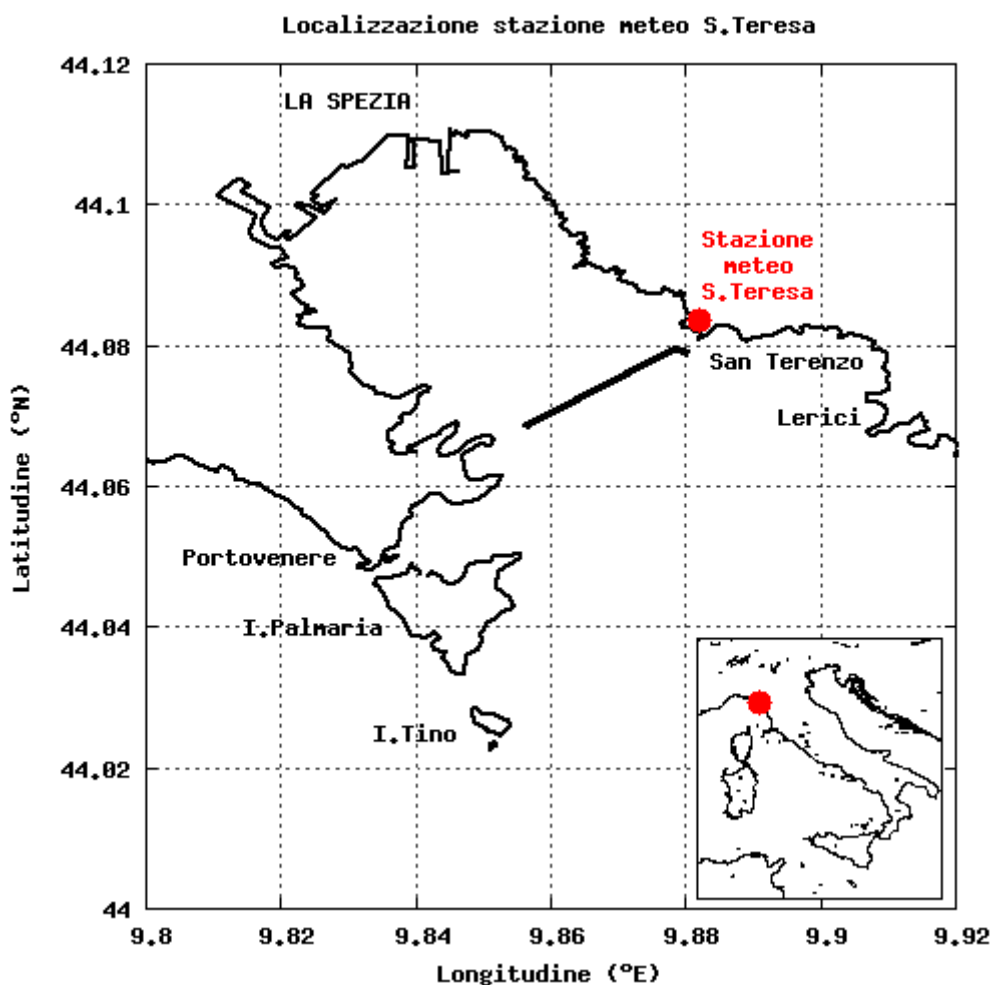 Localizzazione stazione meteo S.Teresa
44.12
LA SPEZIA
44.1
Stazione
meteo
S.Teresa
44.08
San Terenzo
Lerici
44.06
Portovenere
44.04
I.Palmaria
I.Tino
44.02
44
9.8
9.82
9.84
9.86
9.88
9.9
9.92
Latitudine (°N)
Longitudine (°E)